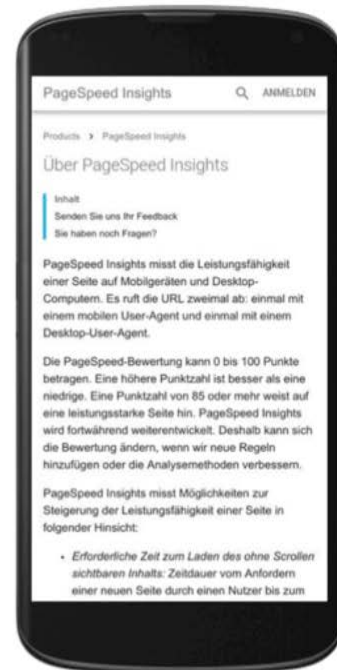 PageSpeed Insights ANMELDEN
Products > PageSpeed Insights
Über PageSpeed Insights
Inhalt
Senden Sie uns Ihr Feedback
Sie haben noch Fragen?
PageSpeed Insights misst die Leistungsfähigkeit
einer Seite auf Mobilgeräten und Desktop-
Computern. Es ruft die URL zweimal ab: einmal mit
einem mobilen User-Agent und einmal mit einem
Desktop-User-Agent.
Die PageSpeed-Bewertung kann 0 bis 100 Punkte
betragen. Eine höhere Punktzahl ist besser als eine
niedrige. Eine Punktzahl von 85 oder mehr weist auf
eine leistungsstarke Seite hin. PageSpeed Insights
wird fortwährend weiterentwickelt. Deshalb kann sich
die Bewertung ändern, wenn wir neue Regeln
hinzufügen oder die Analysemethoden verbessern.
PageSpeed Insights misst Möglichkeiten zur
Steigerung der Leistungsfähigkeit einer Seite in
folgender Hinsicht:
• Erforderliche Zeit zum Laden des ohne Scrollen
sichtbaren Inhalts: Zeitdauer vom Anfordern
einer neuen Seite durch einen Nutzer bis zum